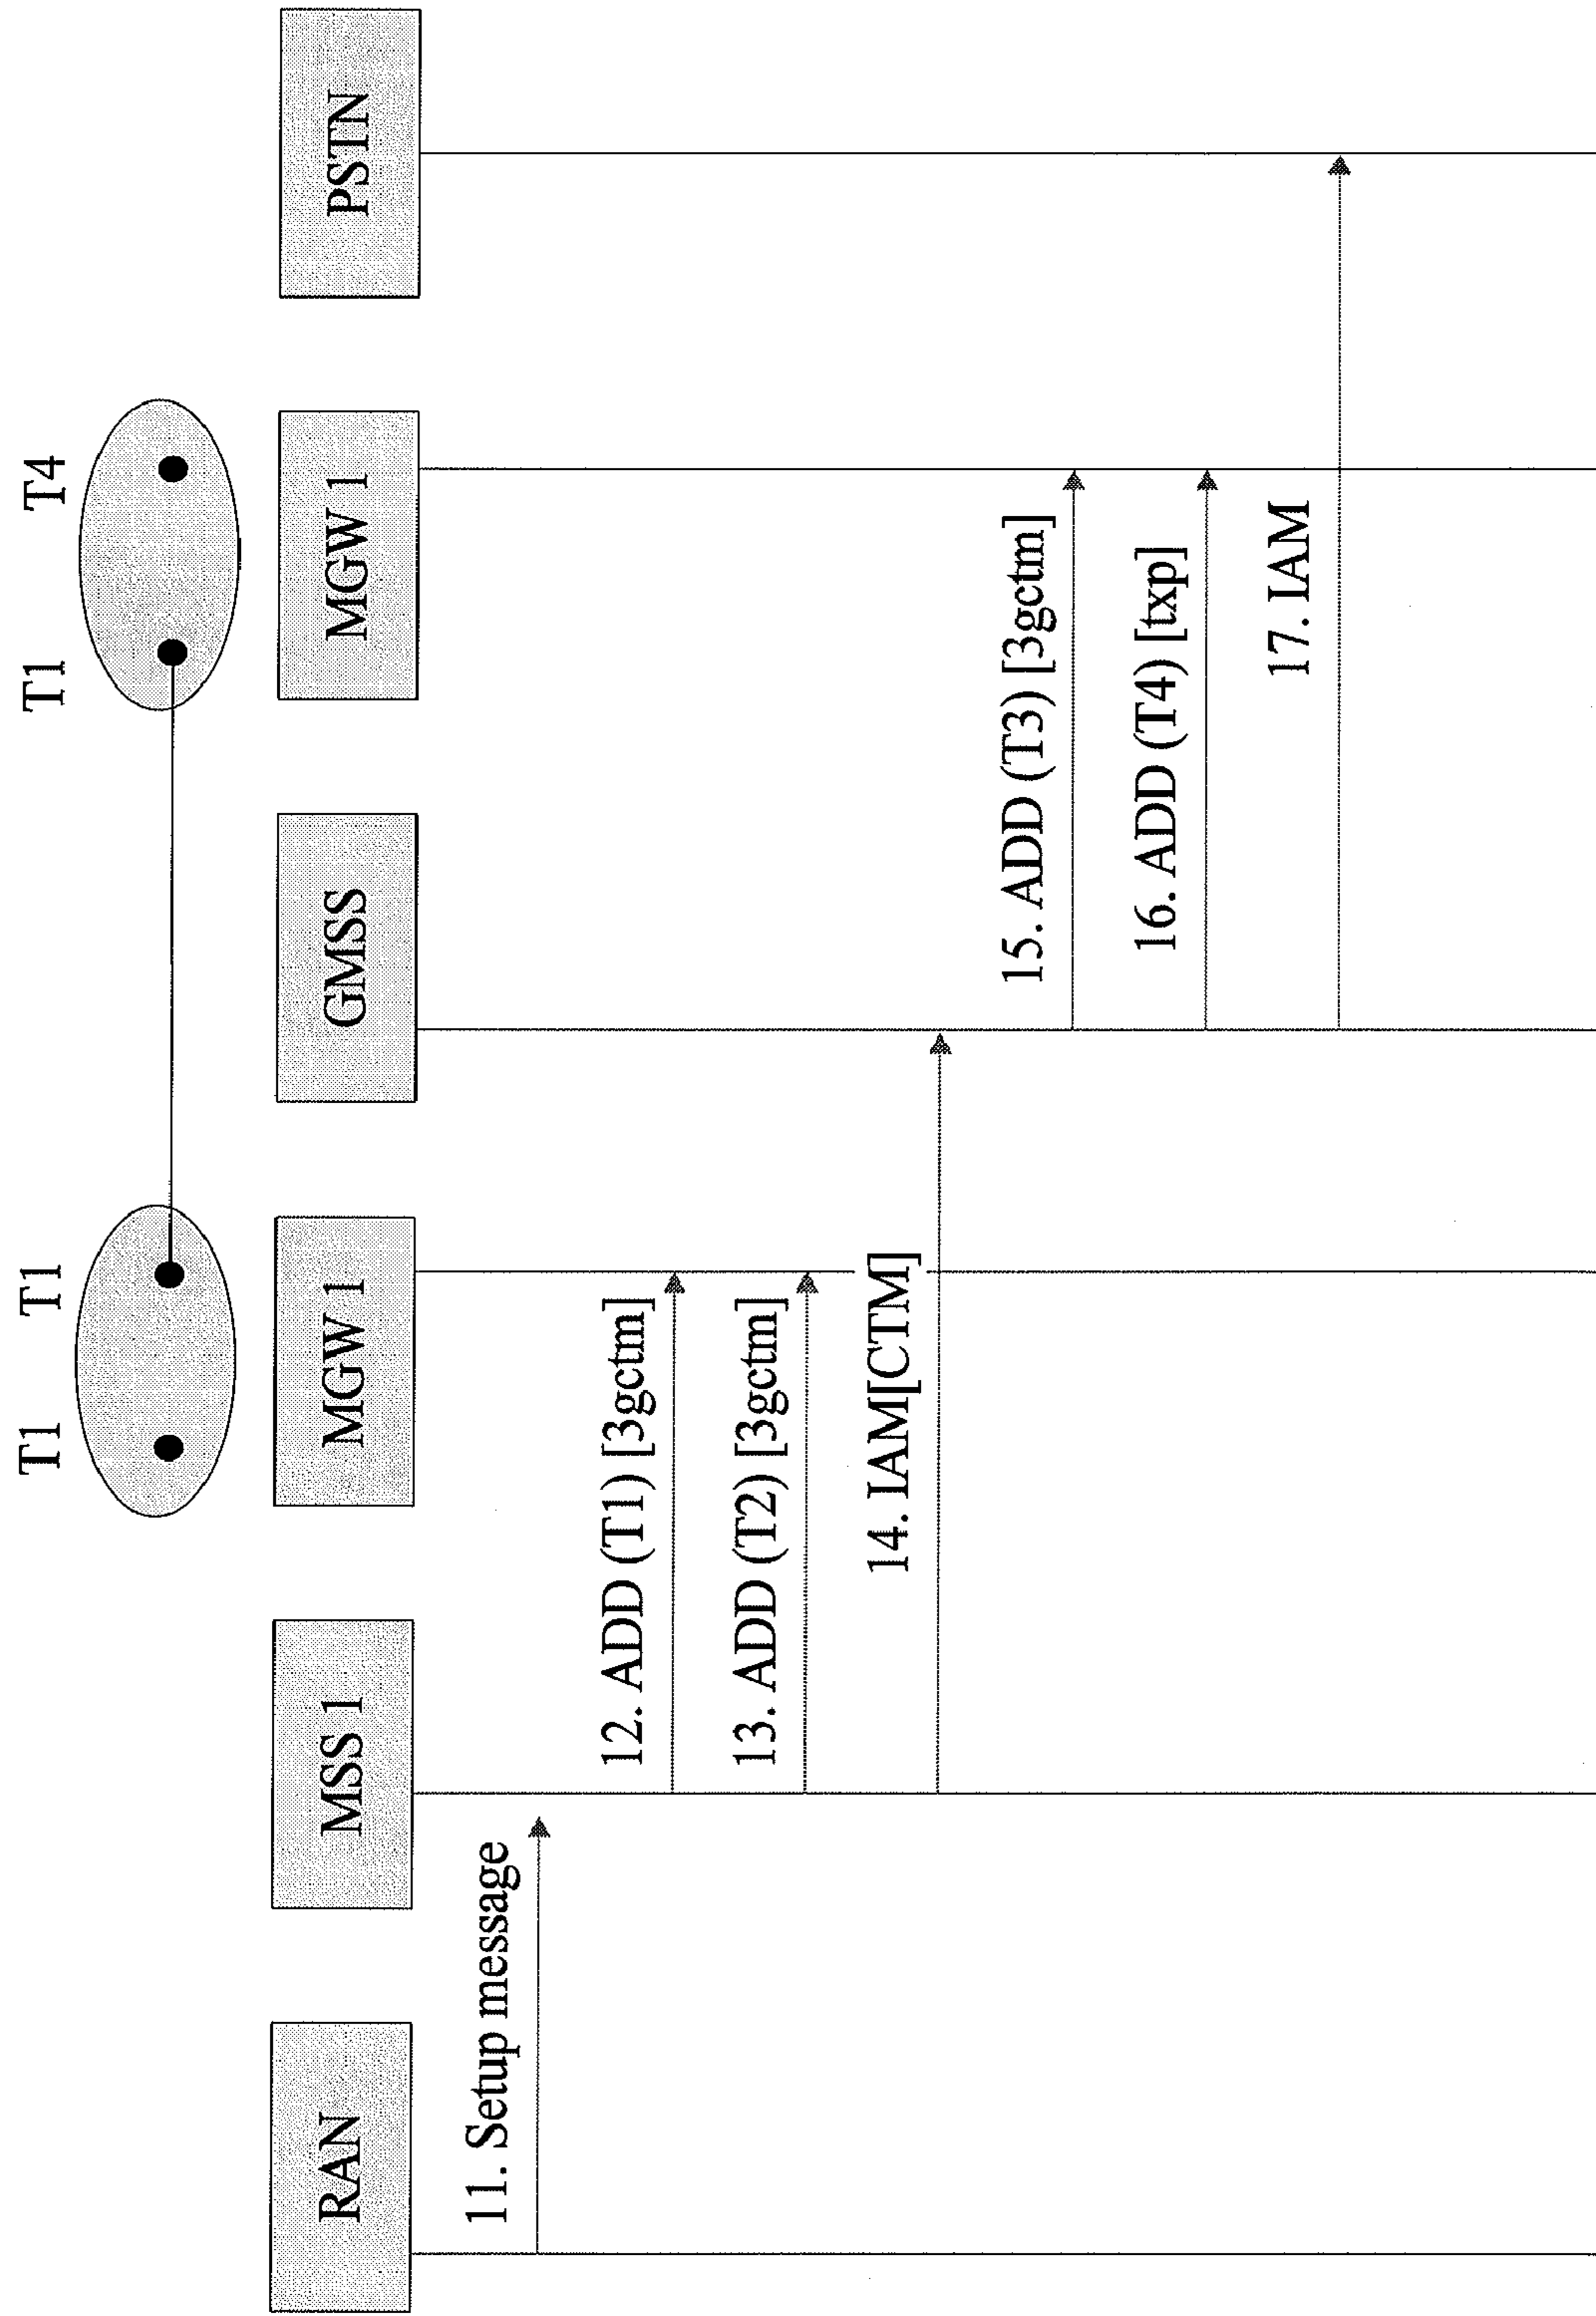 T1 T1 T1 T4
RAN MSS 1 MGW 1 GMSS MGW 1 PSTN
11. Setup message
12. ADD (T1) [3gctm]
13. ADD (T2) [3gctm]
14. IAM[CTM]
15. ADD (T3) [3gctm]
16. ADD (T4) [txp]
17. IAM